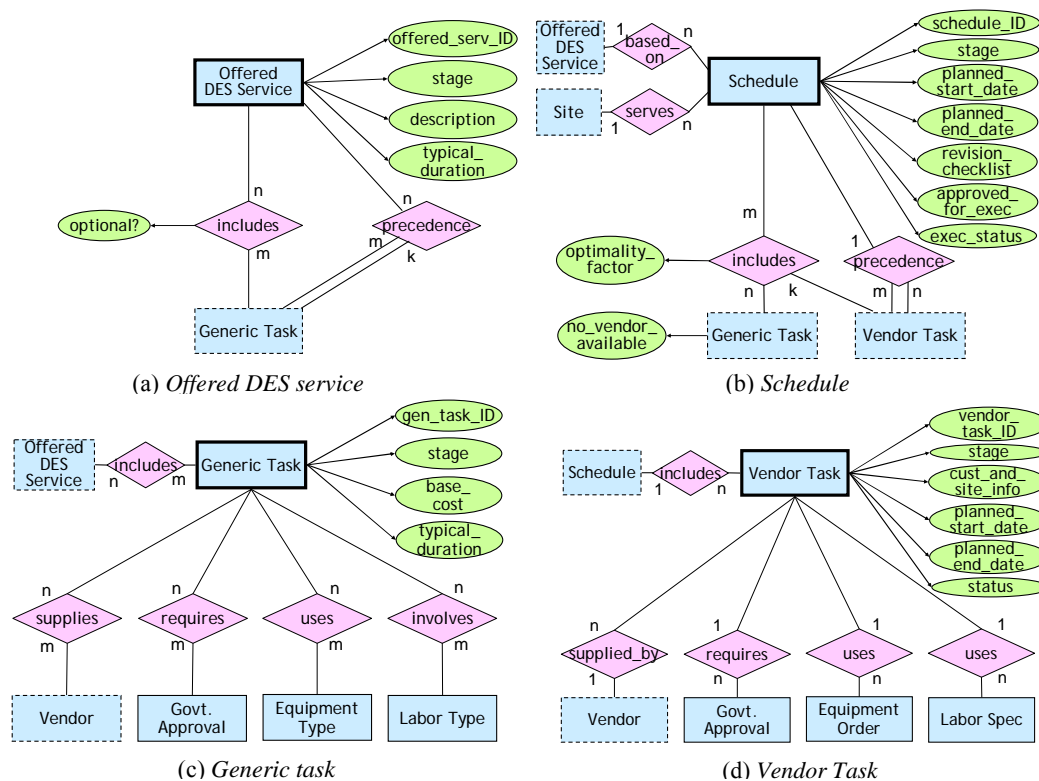 offered_serv_ID
Offered
DES Service
stage
description
typical_
duration
n
n
optional?
includes
precedence
m
m
k
Generic Task
(a) Offered DES service
Offered
DES
Service
1
based_
on
n
Site
1
serves
n
Schedule
schedule_ID
stage
planned_
start_date
planned_
end_date
revision_
checklist
approved_
for_exec
exec_status
m
1
optimality_
factor
includes
precedence
n
k
m
n
no_vendor_
available
Generic Task
Vendor Task
(b) Schedule
Offered
DES
Service
includes
n
m
Generic Task
gen_task_ID
stage
base_
cost
typical_
duration
n
n
n
n
supplies
requires
uses
involves
m
m
m
m
Vendor
Govt.
Approval
Equipment
Type
Labor Type
(c) Generic task
Schedule
includes
1
n
Vendor Task
vendor_
task_ID
stage
cust_and_
site_info
planned_
start_date
planned_
end_date
status
n
1
1
1
supplied_by
requires
uses
uses
1
n
n
n
Vendor
Govt.
Approval
Equipment
Order
Labor Spec
(d) Vendor Task